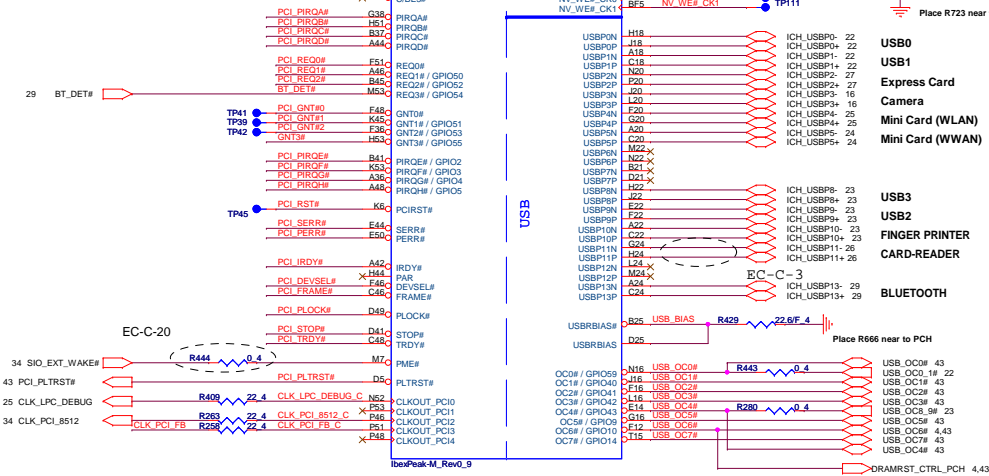 NV_WE#_CK1 BF5 NV_WE#_CK1 TP111
Place R723 near
PCI_PIRQA# G38 PIRQA#
PCI_PIRQB# H51 PIRQB#
PCI_PIRQC# B37 PIRQC#
PCI_PIRQD# A44 PIRQD#
PCI_REQ0# F51 REQ0#
PCI_REQ1# A46 REQ1# / GPIO50
PCI_REQ2# B45 REQ2# / GPIO52
29 BT_DET# BT_DET# M53 REQ3# / GPIO54
TP41 PCI_GNT#0 F48 GNT0#
TP39 PCI_GNT#1 K45 GNT1# / GPIO51
TP42 PCI_GNT#2 F36 GNT2# / GPIO53
GNT3# H53 GNT3# / GPIO55
PCI_PIRQE# B41 PIRQE# / GPIO2
PCI_PIRQF# K53 PIRQF# / GPIO3
PCI_PIRQG# A36 PIRQG# / GPIO4
PCI_PIRQH# A48 PIRQH# / GPIO5
TP45 PCI_RST# K6 PCIRST#
PCI_SERR# E44 SERR#
PCI_PERR# E50 PERR#
PCI_IRDY# A42 IRDY#
H44 PAR
PCI_DEVSEL# F46 DEVSEL#
PCI_FRAME# C46 FRAME#
PCI_PLOCK# D49 PLOCK#
EC-C-20
PCI_STOP# D41 STOP#
PCI_TRDY# C48 TRDY#
34 SIO_EXT_WAKE# R444 0_4 M7 PME#
43 PCI_PLTRST# PCI_PLTRST# D5 PLTRST#
25 CLK_LPC_DEBUG R409 22_4 CLK_LPC_DEBUG_C N52 CLKOUT_PCI0
P53 CLKOUT_PCI1
34 CLK_PCI_8512 R263 22_4 CLK_PCI_8512_C P46 CLKOUT_PCI2
CLK_PCI_FB R258 22_4 CLK_PCI_FB_C P51 CLKOUT_PCI3
P48 CLKOUT_PCI4
IbexPeak-M_Rev0_9
USB
USBP0N H18 ICH_USBP0- 22
USBP0P J18 ICH_USBP0+ 22 USB0
USBP1N A18 ICH_USBP1- 22
USBP1P C18 ICH_USBP1+ 22 USB1
USBP2N N20 ICH_USBP2- 27
USBP2P P20 ICH_USBP2+ 27 Express Card
USBP3N J20 ICH_USBP3- 16
USBP3P L20 ICH_USBP3+ 16 Camera
USBP4N F20 ICH_USBP4- 25
USBP4P G20 ICH_USBP4+ 25 Mini Card (WLAN)
USBP5N A20 ICH_USBP5- 24
USBP5P C20 ICH_USBP5+ 24 Mini Card (WWAN)
USBP6N M22
USBP6P N22
USBP7N B21
USBP7P D21
USBP8N H22 ICH_USBP8- 23
USBP8P J22 ICH_USBP8+ 23 USB3
USBP9N E22 ICH_USBP9- 23
USBP9P F22 ICH_USBP9+ 23 USB2
USBP10N A22 ICH_USBP10- 23
USBP10P C22 ICH_USBP10+ 23 FINGER PRINTER
USBP11N G24 ICH_USBP11- 26
USBP11P H24 ICH_USBP11+ 26 CARD-READER
USBP12N L24
USBP12P M24 EC-C-3
USBP13N A24 ICH_USBP13- 29
USBP13P C24 ICH_USBP13+ 29 BLUETOOTH
USBRBIAS# B25 USB_BIAS R429 22.6/F_4
USBRBIAS D25
Place R666 near to PCH
USB_OC0# 43
OC0# / GPIO59 N16 USB_OC0# R443 0_4 USB_OC0_1# 22
OC1# / GPIO40 J16 USB_OC1# USB_OC1# 43
OC2# / GPIO41 F16 USB_OC2# USB_OC2# 43
OC3# / GPIO42 L16 USB_OC3# USB_OC3# 43
OC4# / GPIO43 E14 USB_OC4# R280 0_4 USB_OC8_9# 23
OC5# / GPIO9 G16 USB_OC5# USB_OC5# 43
OC6# / GPIO10 F12 USB_OC6# USB_OC6# 4,43
OC7# / GPIO14 T15 USB_OC7# USB_OC7# 43
USB_OC4# 43
DRAMRST_CTRL_PCH 4,43